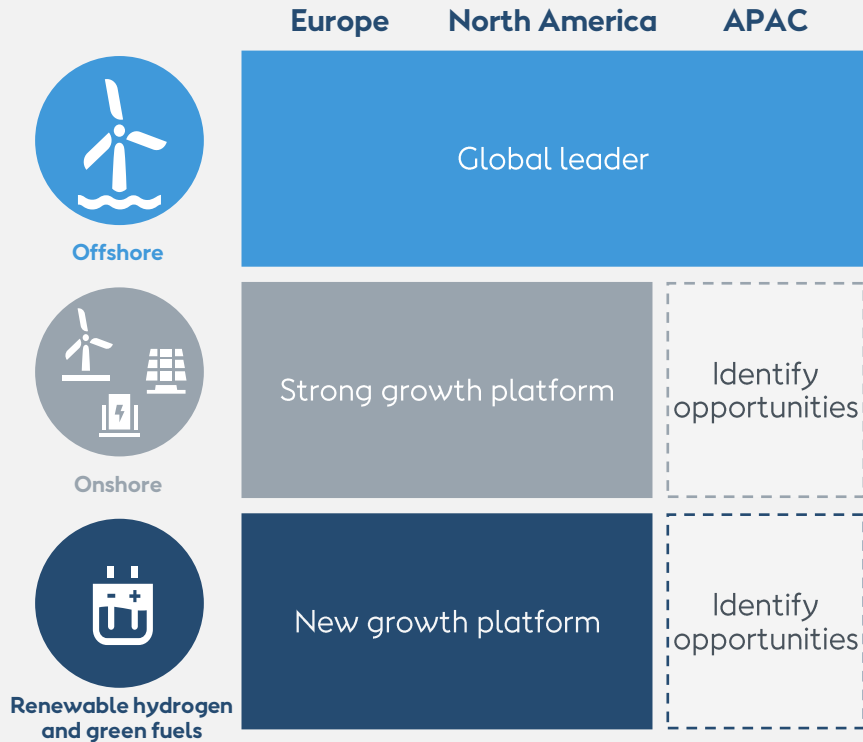 Europe North America APAC
Global leader
Offshore
Strong growth platform
Identify
opportunities
Onshore
New growth platform
Identify
opportunities
Renewable hydrogen
and green fuels